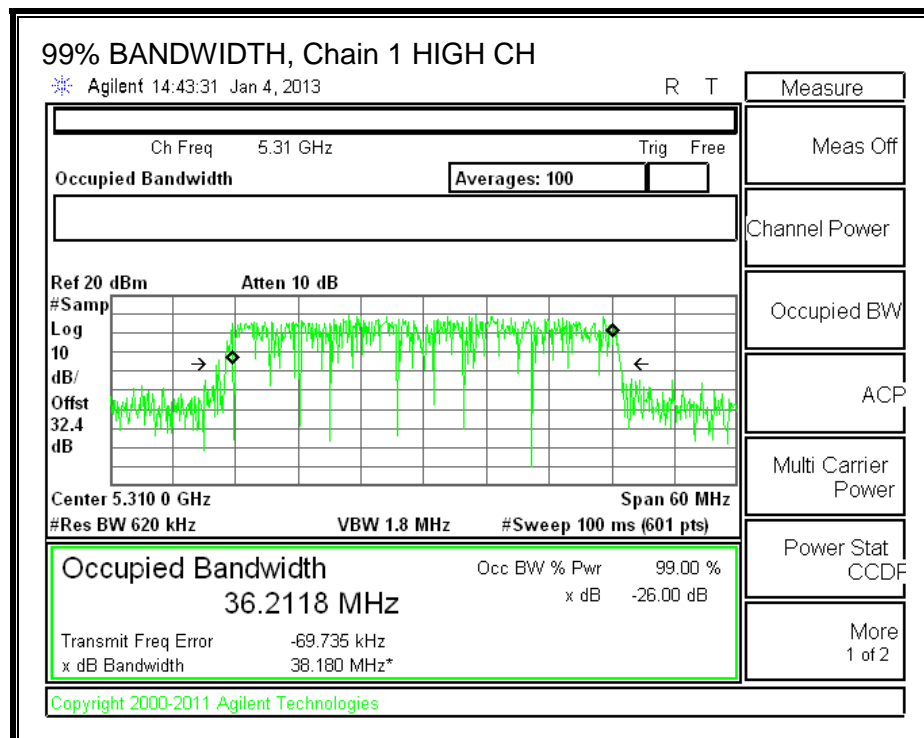 99% BANDWIDTH, Chain 1 HIGH CH
Agilent 14:43:31 Jan 4, 2013 R T
Measure
Meas Off
Channel Power
Occupied BW
ACP
Multi Carrier
Power
Power Stat
CCDF
More
1 of 2
Ch Freq 5.31 GHz Trig Free
Occupied Bandwidth Averages: 100
Ref 20 dBm Atten 10 dB
#Samp
Log
10
dB/
Offst
32.4
dB
Center 5.310 0 GHz Span 60 MHz
#Res BW 620 kHz VBW 1.8 MHz #Sweep 100 ms (601 pts)
Occupied Bandwidth Occ BW % Pwr 99.00 %
36.2118 MHz x dB -26.00 dB
Transmit Freq Error -69.735 kHz
x dB Bandwidth 38.180 MHz*
Copyright 2000-2011 Agilent Technologies